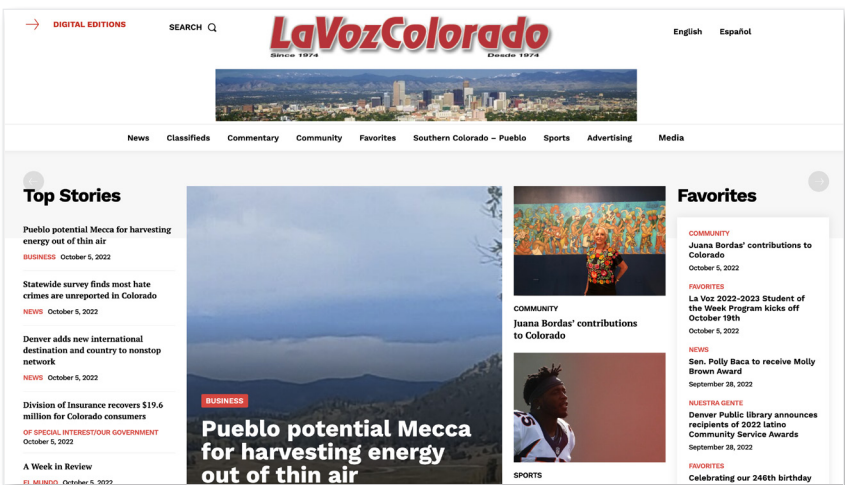 DIGITAL EDITIONS
SEARCH
LaVozColorado
Since 1974
Desde 1974
English
Español
News
Classifieds
Commentary
Community
Favorites
Southern Colorado – Pueblo
Sports
Advertising
Media
Top Stories
Pueblo potential Mecca for harvesting
energy out of thin air
BUSINESS October 5, 2022
Statewide survey finds most hate
crimes are unreported in Colorado
NEWS October 5, 2022
Denver adds new international
destination and country to nonstop
network
NEWS October 5, 2022
Division of Insurance recovers $19.6
million for Colorado consumers
OF SPECIAL INTEREST/OUR GOVERNMENT
October 5, 2022
A Week in Review
EL MUNDO October 5, 2022
BUSINESS
Pueblo potential Mecca
for harvesting energy
out of thin air
COMMUNITY
Juana Bordas' contributions
to Colorado
SPORTS
Favorites
COMMUNITY
Juana Bordas' contributions to
Colorado
October 5, 2022
FAVORITES
La Voz 2022-2023 Student of
the Week Program kicks off
October 19th
October 5, 2022
NEWS
Sen. Polly Baca to receive Molly
Brown Award
September 28, 2022
NUESTRA GENTE
Denver Public library announces
recipients of 2022 latino
Community Service Awards
September 28, 2022
FAVORITES
Celebrating our 246th birthday